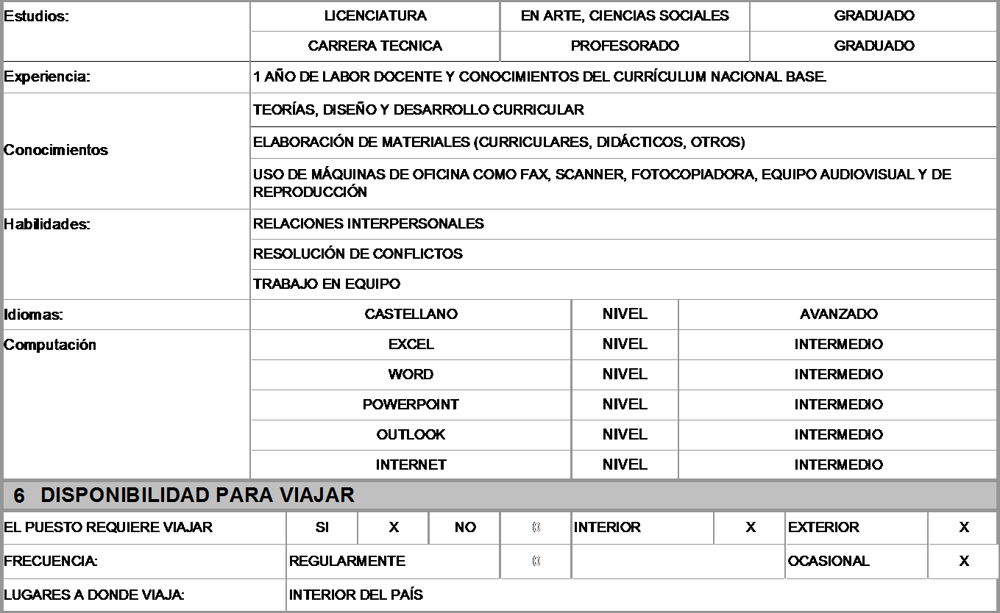 Estudios: LICENCIATURA EN ARTE, CIENCIAS SOCIALES GRADUADO
CARRERA TECNICA PROFESORADO GRADUADO
Experiencia: 1 AÑO DE LABOR DOCENTE Y CONOCIMIENTOS DEL CURRÍCULUM NACIONAL BASE.
TEORÍAS, DISEÑO Y DESARROLLO CURRICULAR
Conocimientos ELABORACIÓN DE MATERIALES (CURRICULARES, DIDÁCTICOS, OTROS)
USO DE MÁQUINAS DE OFICINA COMO FAX, SCANNER, FOTOCOPIADORA, EQUIPO AUDIOVISUAL Y DE
REPRODUCCIÓN
Habilidades: RELACIONES INTERPERSONALES
RESOLUCIÓN DE CONFLICTOS
TRABAJO EN EQUIPO
Idiomas: CASTELLANO NIVEL AVANZADO
Computación EXCEL NIVEL INTERMEDIO
WORD NIVEL INTERMEDIO
POWERPOINT NIVEL INTERMEDIO
OUTLOOK NIVEL INTERMEDIO
INTERNET NIVEL INTERMEDIO
6 DISPONIBILIDAD PARA VIAJAR
EL PUESTO REQUIERE VIAJAR SI X NO 0 INTERIOR X EXTERIOR X
FRECUENCIA: REGULARMENTE 0 OCASIONAL X
LUGARES A DONDE VIAJA: INTERIOR DEL PAÍS